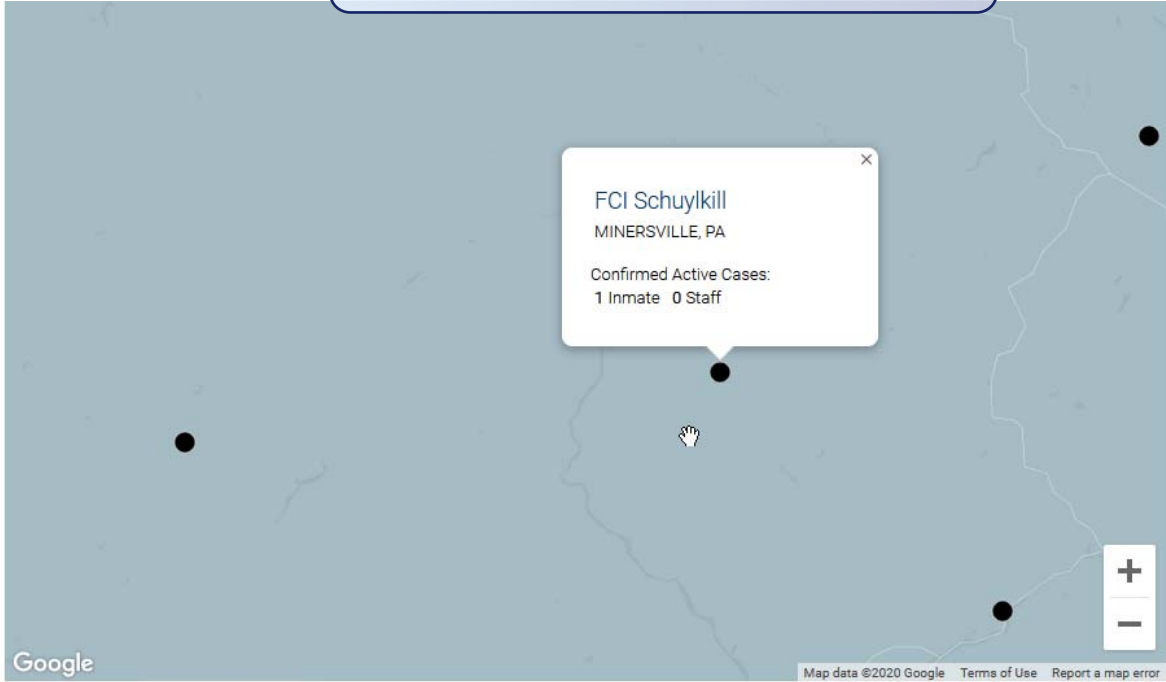 ×
FCI Schuylkill
MINERSVILLE, PA
Confirmed Active Cases:
1 Inmate 0 Staff
+
−
Google
Map data ©2020 Google Terms of Use Report a map error